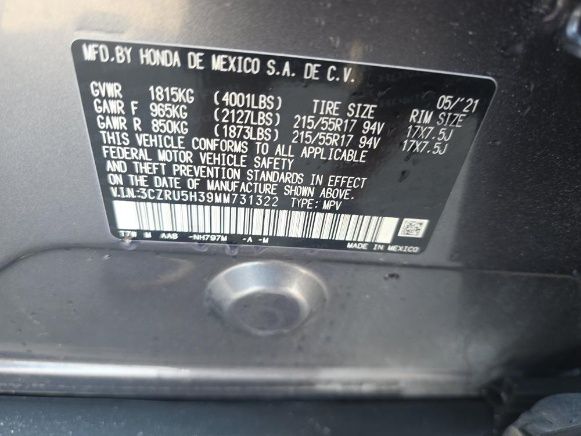 MFD.BY HONDA DE MEXICO S.A. DE C.V.
05/'21
GVWR 1815KG (4001LBS) TIRE SIZE RIM SIZE
GAWR F 965KG (2127LBS) 215/55R17 94V 17X7.5J
GAWR R 850KG (1873LBS) 215/55R17 94V 17X7.5J
THIS VEHICLE CONFORMS TO ALL APPLICABLE
FEDERAL MOTOR VEHICLE SAFETY
AND THEFT PREVENTION STANDARDS IN EFFECT
ON THE DATE OF MANUFACTURE SHOWN ABOVE.
V.I.N:3CZRU5H39MM731322 TYPE: MPV
T7W M AAB -NH797M -A -M
MADE IN MEXICO